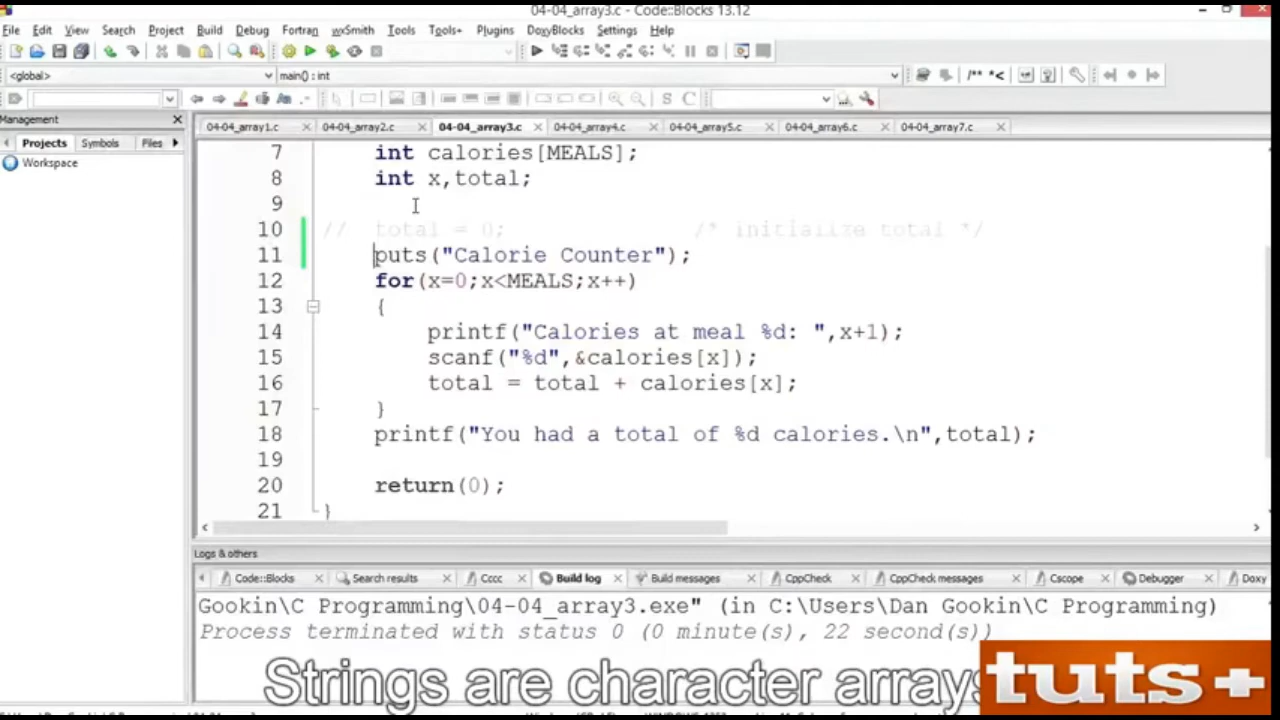 04-04_array3.c - Code::Blocks 13.12
File Edit View Search Project Build Debug Fortran wxSmith Tools Tools+ Plugins DoxyBlocks Settings Help
<global> main() : int /** *<
S C
Management
04-04_array1.c 04-04_array2.c 04-04_array3.c 04-04_array4.c 04-04_array5.c 04-04_array6.c 04-04_array7.c
Projects Symbols Files
Workspace
7 int calories[MEALS];
8 int x,total;
9
10 // total = 0; /* initialize total */
11 puts("Calorie Counter");
12 for(x=0;x<MEALS;x++)
13 {
14 printf("Calories at meal %d: ",x+1);
15 scanf("%d",&calories[x]);
16 total = total + calories[x];
17 }
18 printf("You had a total of %d calories.\n",total);
19
20 return(0);
21 }
Logs & others
Code::Blocks Search results Cccc Build log Build messages CppCheck CppCheck messages Cscope Debugger Doxy
Gookin\C Programming\04-04_array3.exe" (in C:\Users\Dan Gookin\C Programming)
Process terminated with status 0 (0 minute(s), 22 second(s))
Strings are character arrays
tuts+